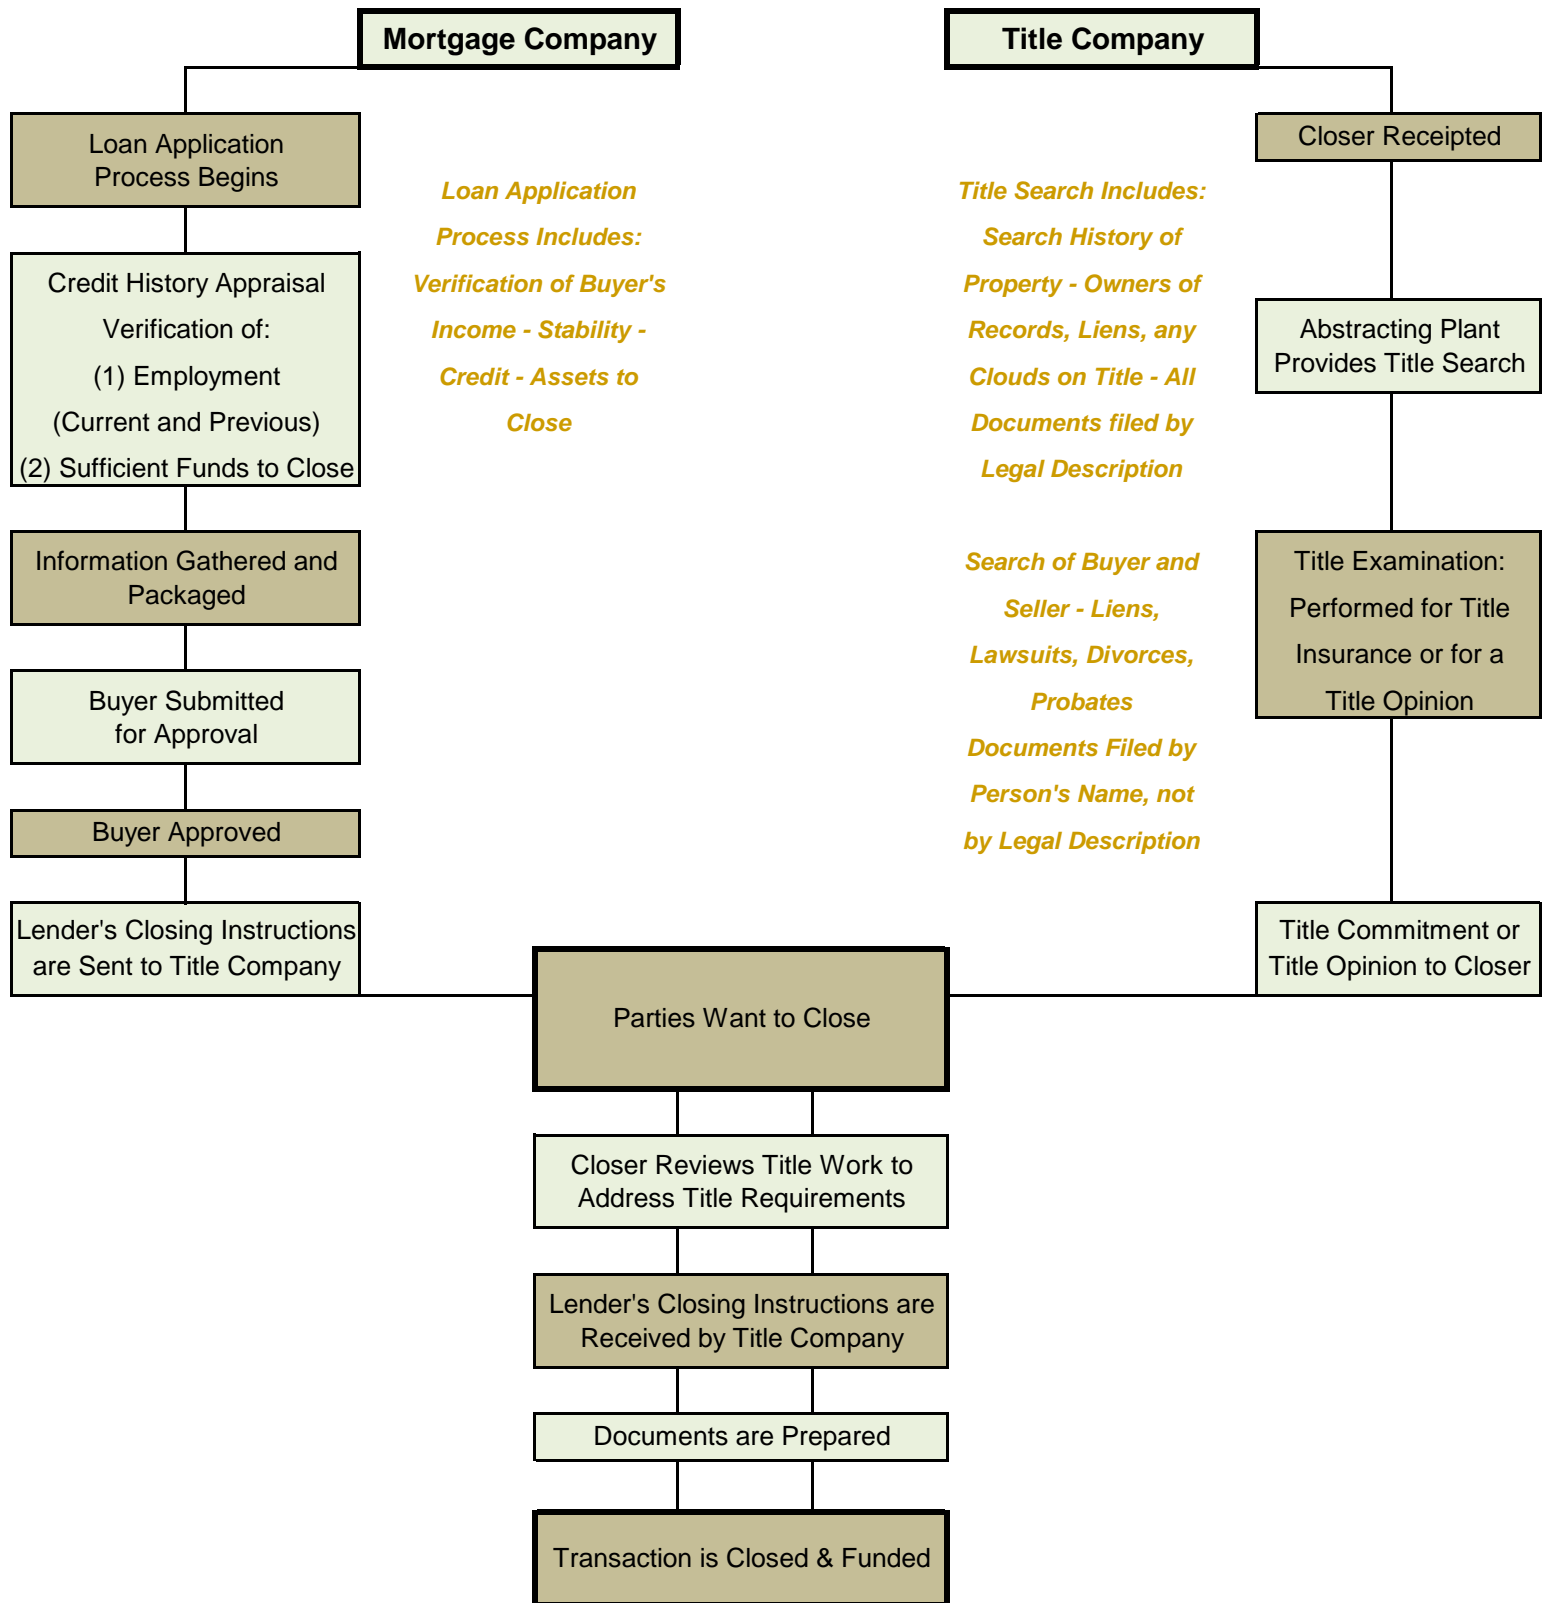 Mortgage Company
Title Company
Loan Application
Process Begins
Credit History Appraisal
Verification of:
(1) Employment
(Current and Previous)
(2) Sufficient Funds to Close
Information Gathered and
Packaged
Buyer Submitted
for Approval
Buyer Approved
Lender's Closing Instructions
are Sent to Title Company
Loan Application
Process Includes:
Verification of Buyer's
Income - Stability -
Credit - Assets to
Close
Title Search Includes:
Search History of
Property - Owners of
Records, Liens, any
Clouds on Title - All
Documents filed by
Legal Description
Search of Buyer and
Seller - Liens,
Lawsuits, Divorces,
Probates
Documents Filed by
Person's Name, not
by Legal Description
Closer Receipted
Abstracting Plant
Provides Title Search
Title Examination:
Performed for Title
Insurance or for a
Title Opinion
Title Commitment or
Title Opinion to Closer
Parties Want to Close
Closer Reviews Title Work to
Address Title Requirements
Lender's Closing Instructions are
Received by Title Company
Documents are Prepared
Transaction is Closed & Funded